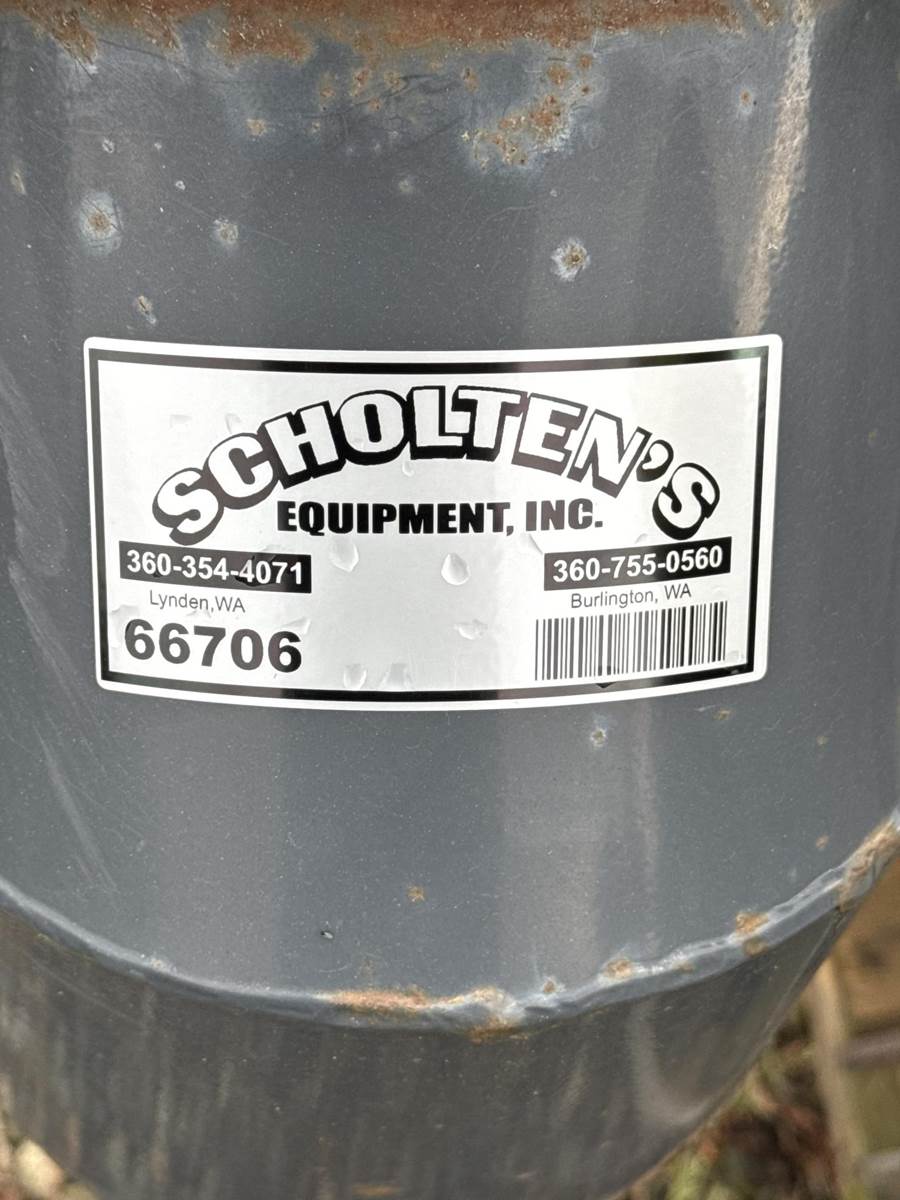 SCHOLTEN'S
EQUIPMENT, INC.
360-354-4071
Lynden,WA
66706
360-755-0560
Burlington, WA